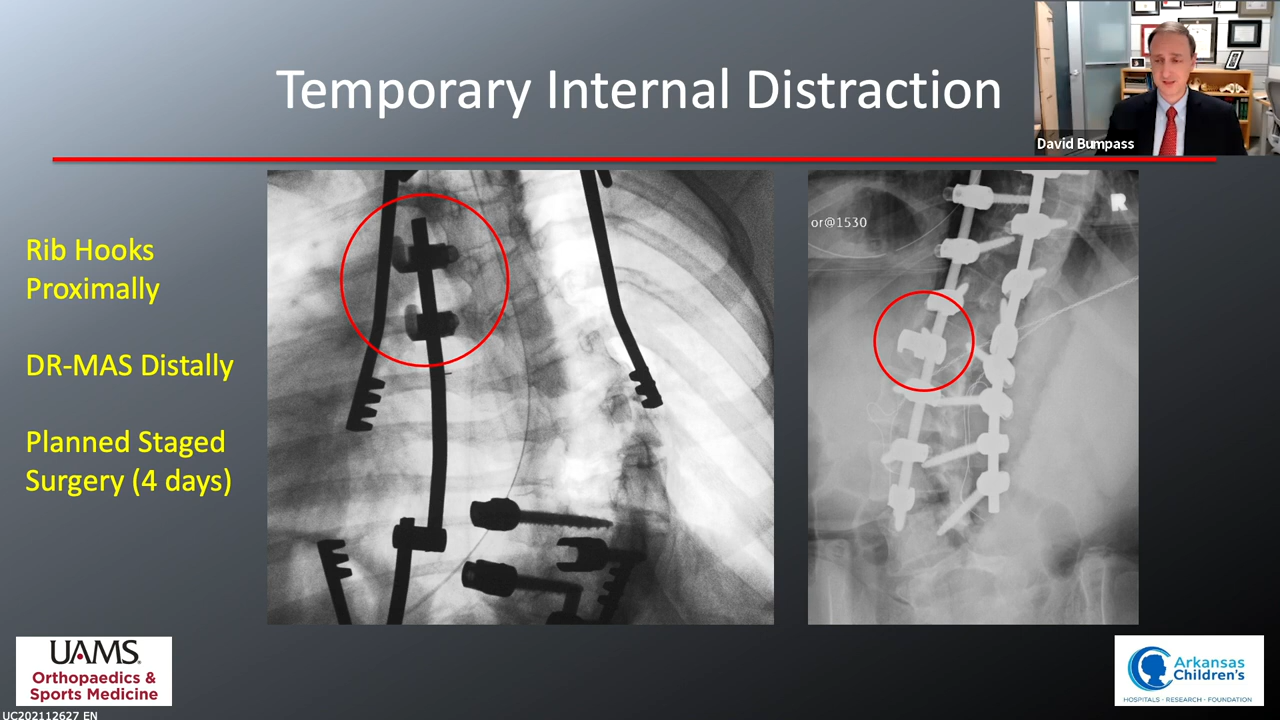 Temporary Internal Distraction
David Bumpass
Rib Hooks
Proximally
DR-MAS Distally
Planned Staged
Surgery (4 days)
or@1530
R
UAMS®
Orthopaedics &
Sports Medicine
Arkansas
Children's
HOSPITALS • RESEARCH • FOUNDATION
UC202112627 EN